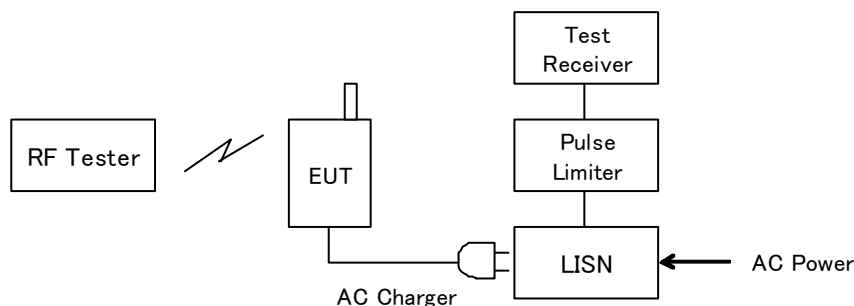 Test
Receiver
RF Tester
EUT
Pulse
Limiter
LISN
AC Power
AC Charger